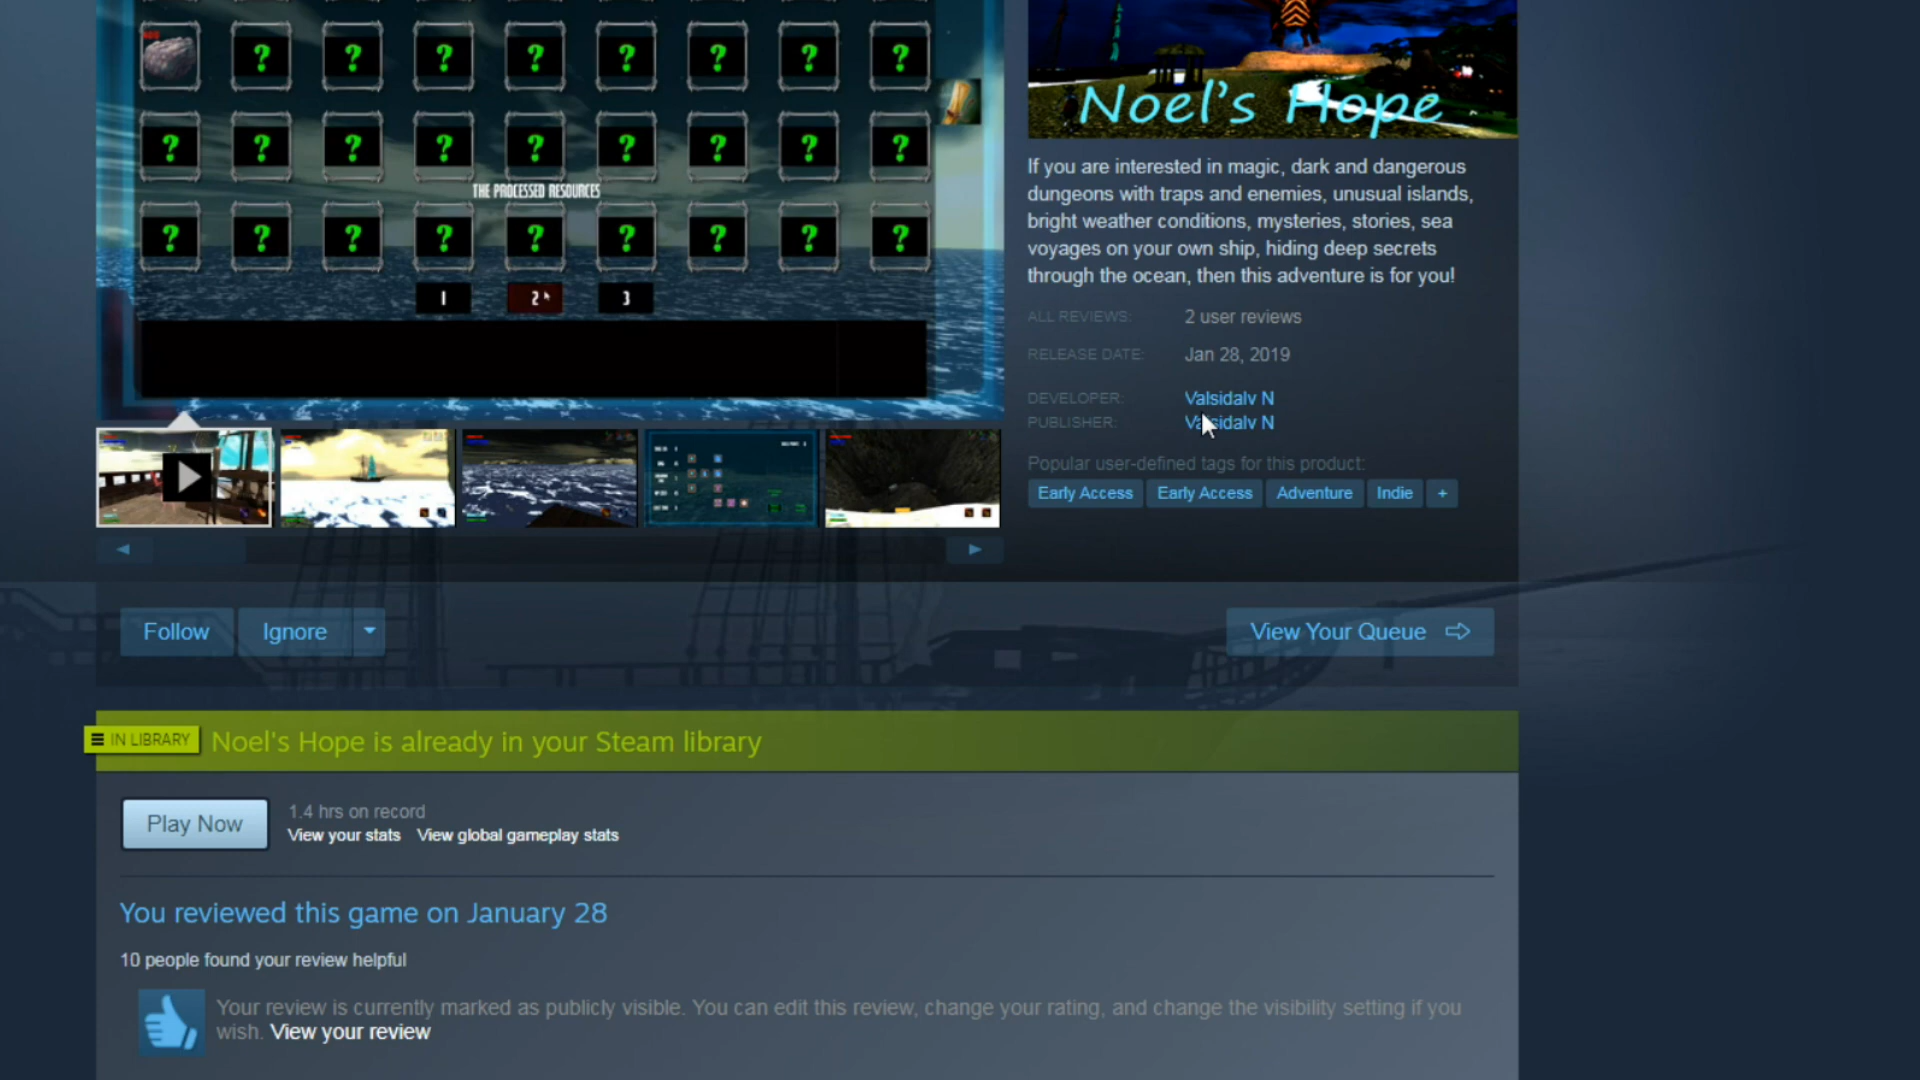 ? ? ? ? ? ? ? ?
? ? ? ? ? ? ? ? ?
THE PROCESSED RESOURCES
? ? ? ? ? ? ? ? ?
1 2 3
Noel's Hope
If you are interested in magic, dark and dangerous
dungeons with traps and enemies, unusual islands,
bright weather conditions, mysteries, stories, sea
voyages on your own ship, hiding deep secrets
through the ocean, then this adventure is for you!
ALL REVIEWS: 2 user reviews
RELEASE DATE: Jan 28, 2019
DEVELOPER: Valsidalv N
PUBLISHER: Valsidalv N
Popular user-defined tags for this product:
Early Access Early Access Adventure Indie +
Follow Ignore View Your Queue
IN LIBRARY Noel's Hope is already in your Steam library
Play Now 1.4 hrs on record
View your stats View global gameplay stats
You reviewed this game on January 28
10 people found your review helpful
Your review is currently marked as publicly visible. You can edit this review, change your rating, and change the visibility setting if you
wish. View your review